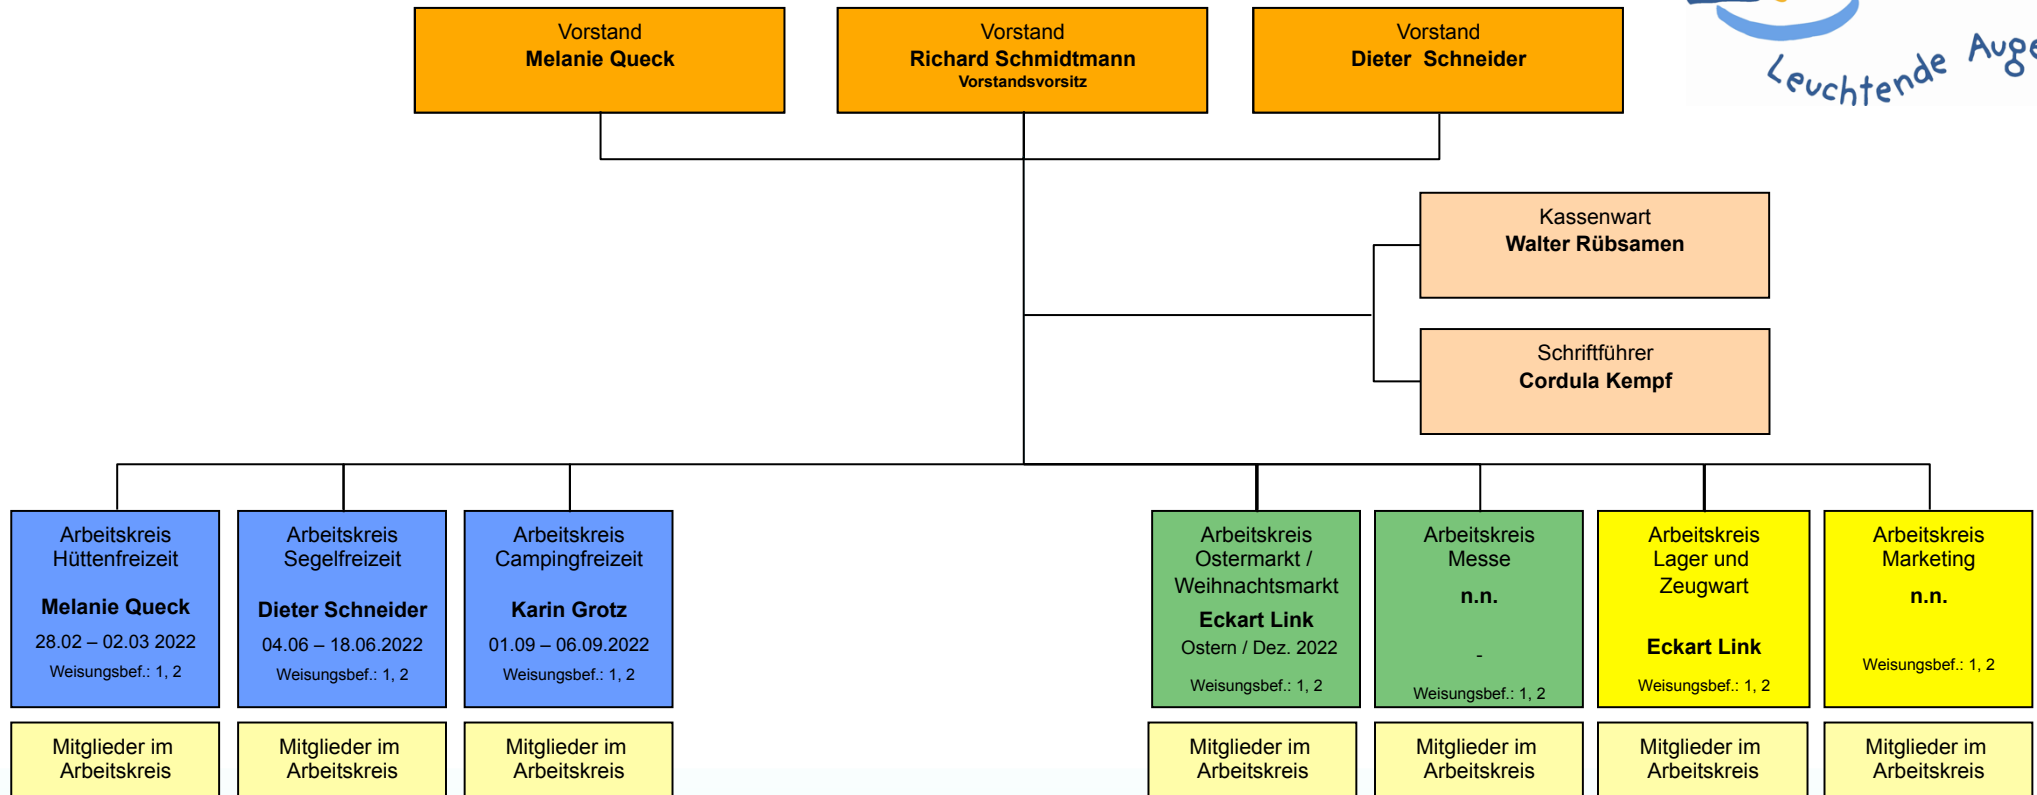 Vorstand
Melanie Queck
Vorstand
Richard Schmidtmann
Vorstandsvorsitz
Vorstand
Dieter Schneider
Leuchtende
Kassenwart
Walter Rübsamen
Schriftführer
Cordula Kempf
Arbeitskreis
Hüttenfreizeit
Melanie Queck
28.02 – 02.03 2022
Weisungsbef.: 1, 2
Arbeitskreis
Segelfreizeit
Dieter Schneider
04.06 – 18.06.2022
Weisungsbef.: 1, 2
Arbeitskreis
Campingfreizeit
Karin Grotz
01.09 – 06.09.2022
Weisungsbef.: 1, 2
Arbeitskreis
Ostermarkt /
Weihnachtsmarkt
Eckart Link
Ostern / Dez. 2022
Weisungsbef.: 1, 2
Arbeitskreis
Messe
n.n.
-
Weisungsbef.: 1, 2
Arbeitskreis
Lager und
Zeugwart
Eckart Link
Weisungsbef.: 1, 2
Arbeitskreis
Marketing
n.n.
Weisungsbef.: 1, 2
Mitglieder im
Arbeitskreis
Mitglieder im
Arbeitskreis
Mitglieder im
Arbeitskreis
Mitglieder im
Arbeitskreis
Mitglieder im
Arbeitskreis
Mitglieder im
Arbeitskreis
Mitglieder im
Arbeitskreis